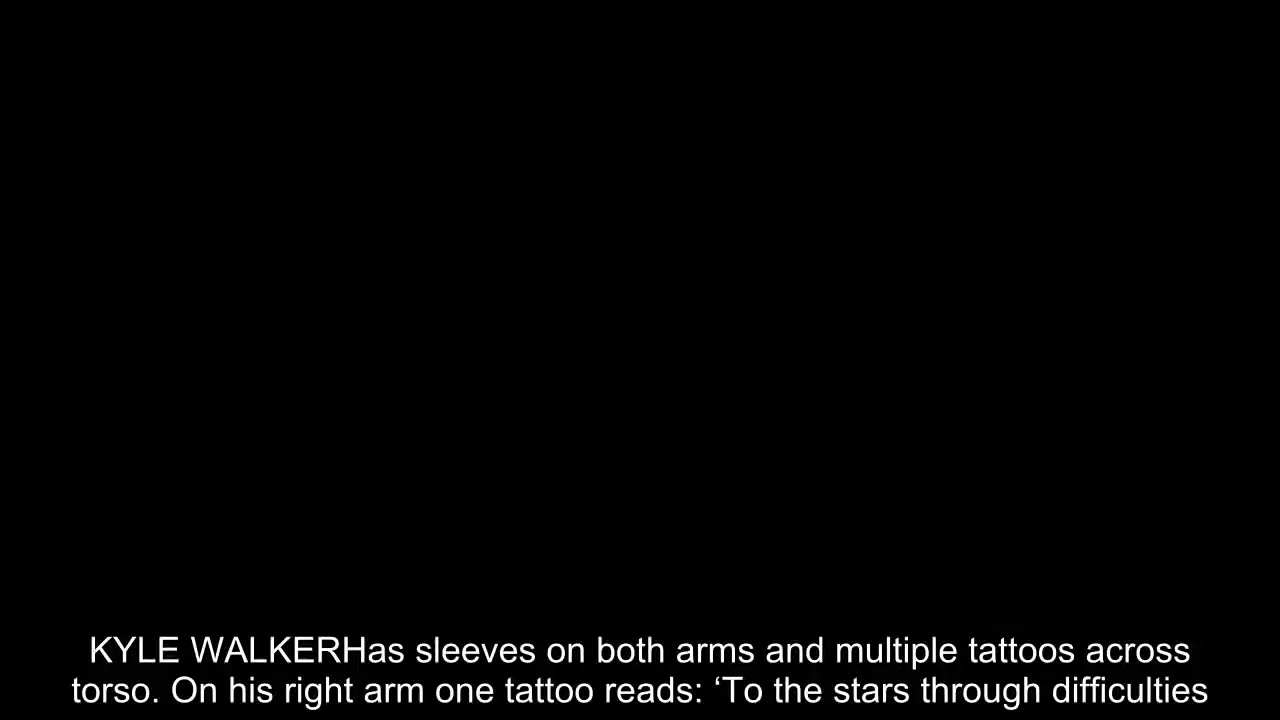 KYLE WALKERHas sleeves on both arms and multiple tattoos across
torso. On his right arm one tattoo reads: ‘To the stars through difficulties